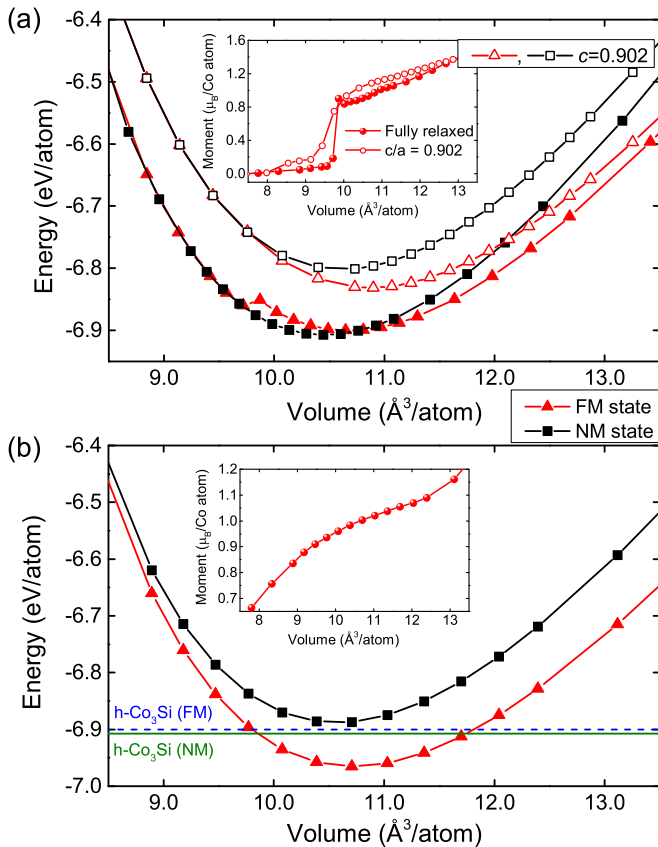 (a)
-6.4
-6.5
-6.6
-6.7
-6.8
-6.9
Energy (eV/atom)
9.0 10.0 11.0 12.0 13.0
Volume (Å³/atom)
1.6
1.2
0.8
0.4
0.0
Moment (μB/Co atom)
8 9 10 11 12 13
Volume (Å³/atom)
Fully relaxed
c/a = 0.902
, c=0.902
FM state
NM state
(b)
-6.4
-6.5
-6.6
-6.7
-6.8
-6.9
-7.0
Energy (eV/atom)
9.0 10.0 11.0 12.0 13.0
Volume (Å³/atom)
1.2
1.1
1.0
0.9
0.8
0.7
Moment (μB/Co atom)
8 9 10 11 12 13
Volume (Å³/atom)
h-Co₃Si (FM)
h-Co₃Si (NM)